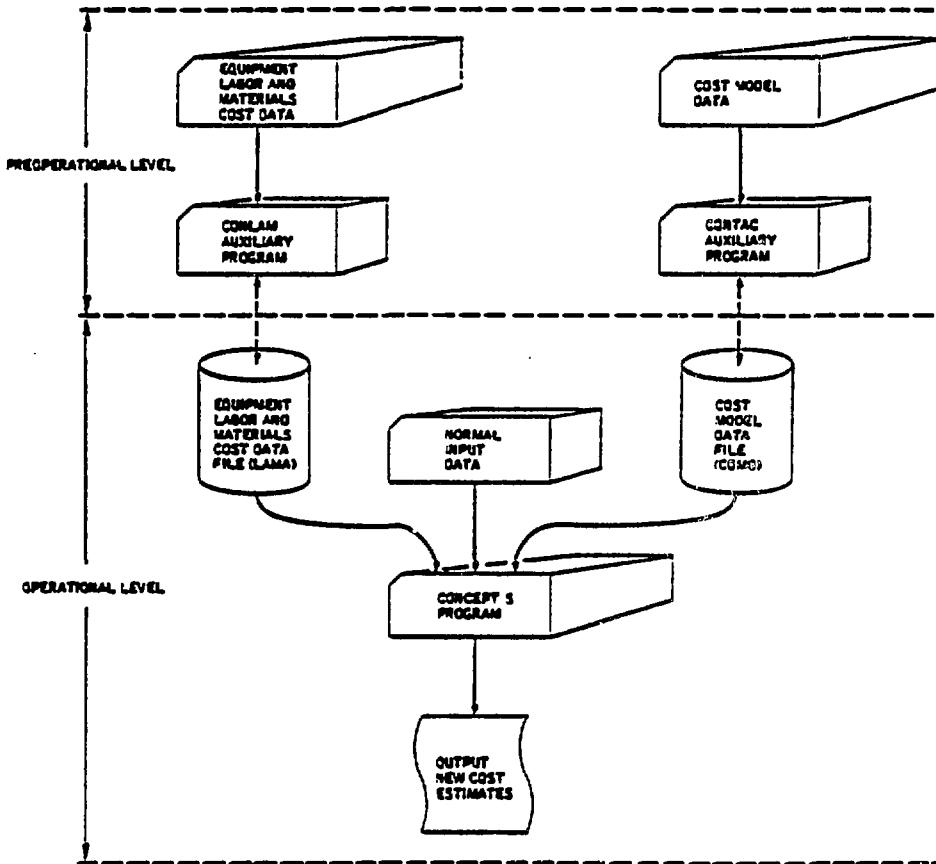 EQUIPMENT
LABOR AND
MATERIALS
COST DATA
COST MODEL
DATA
PREOPERATIONAL LEVEL
CONLAM
AUXILIARY
PROGRAM
CONTAC
AUXILIARY
PROGRAM
EQUIPMENT
LABOR AND
MATERIALS
COST DATA
FILE (LAMA)
NORMAL
INPUT
DATA
COST
MODEL
DATA
FILE
OPERATIONAL LEVEL
CONCEPT 5
PROGRAM
OUTPUT
NEW COST
ESTIMATES